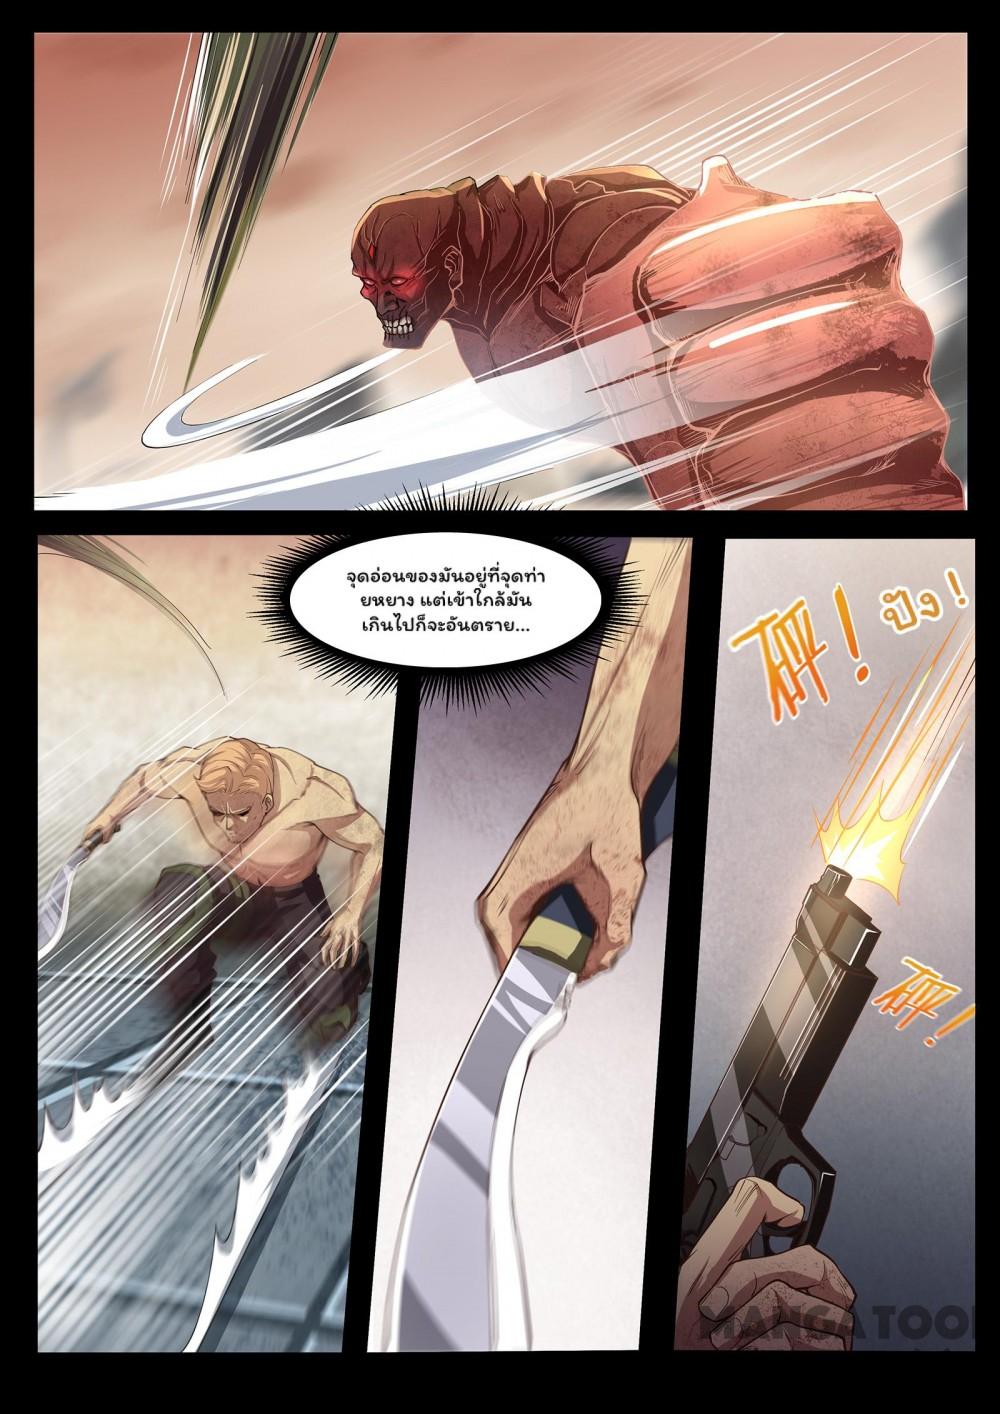 จุดอ่อนของมันอยู่ที่จุดท่า
ยหยาง แต่เข้าใกล้มัน
เกินไปก็จะอันตราย...
砰! ปัง!
砰!
MANGATOON